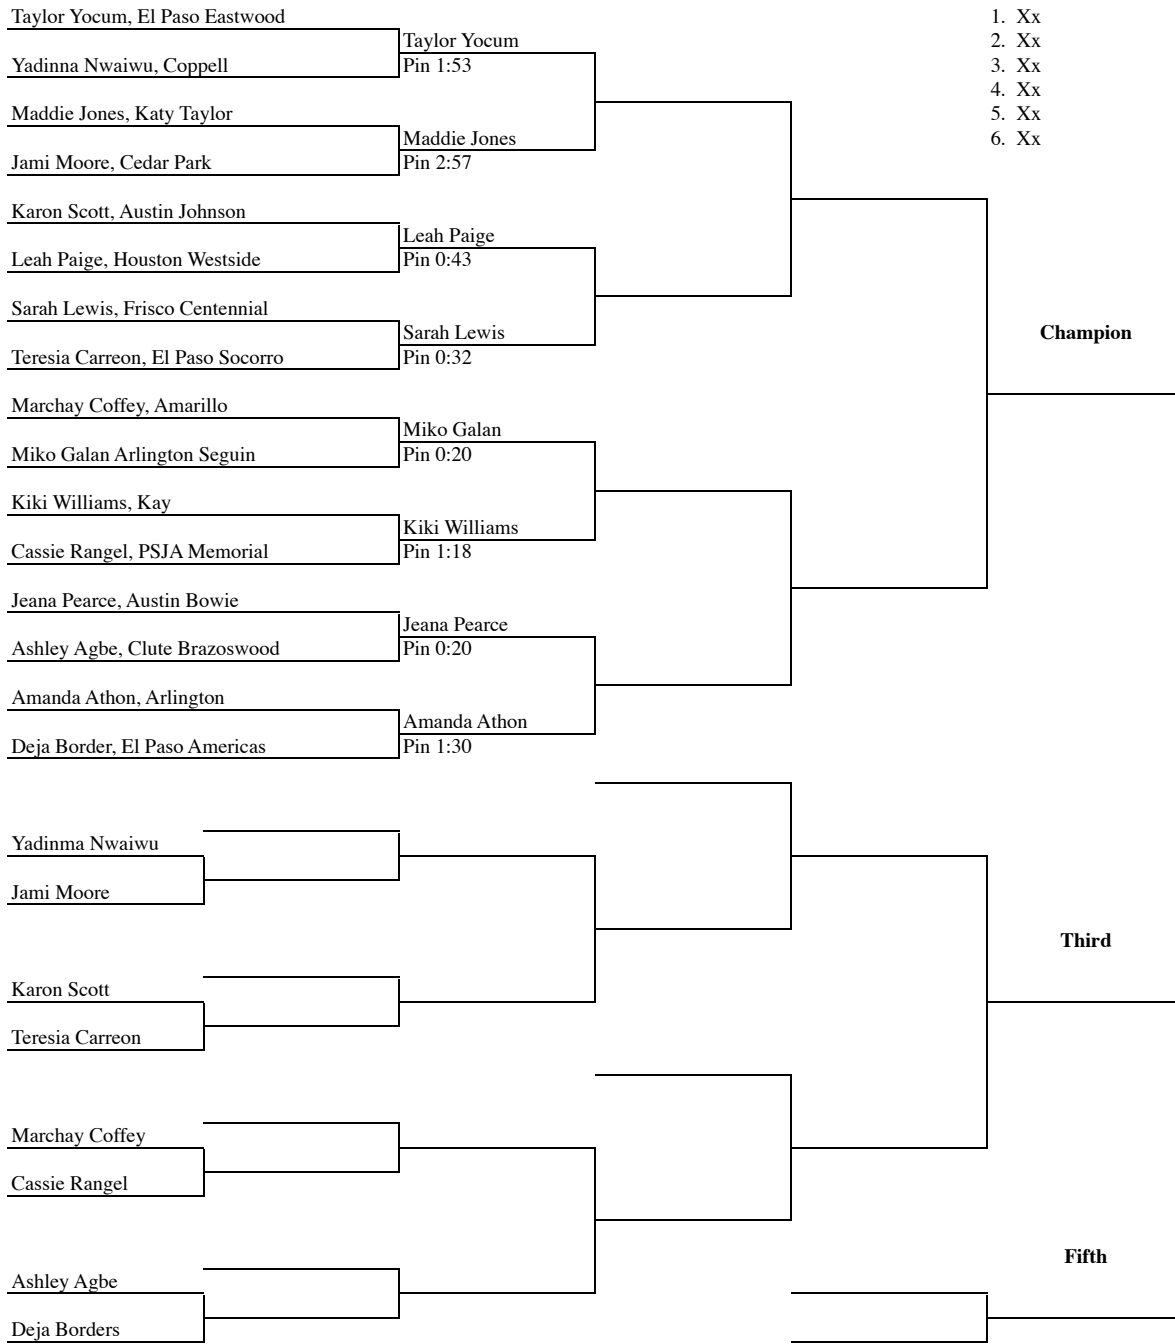 Taylor Yocum, El Paso Eastwood
Taylor Yocum
Yadinna Nwaiwu, Coppell
Pin 1:53
Maddie Jones, Katy Taylor
Maddie Jones
Jami Moore, Cedar Park
Pin 2:57
Karon Scott, Austin Johnson
Leah Paige
Leah Paige, Houston Westside
Pin 0:43
Sarah Lewis, Frisco Centennial
Sarah Lewis
Teresia Carreon, El Paso Socorro
Pin 0:32
Marchay Coffey, Amarillo
Miko Galan
Miko Galan Arlington Seguin
Pin 0:20
Kiki Williams, Kay
Kiki Williams
Cassie Rangel, PSJA Memorial
Pin 1:18
Jeana Pearce, Austin Bowie
Jeana Pearce
Ashley Agbe, Clute Brazoswood
Pin 0:20
Amanda Athon, Arlington
Amanda Athon
Deja Border, El Paso Americas
Pin 1:30
1. Xx
2. Xx
3. Xx
4. Xx
5. Xx
6. Xx
Champion
Yadinma Nwaiwu
Jami Moore
Karon Scott
Teresia Carreon
Third
Marchay Coffey
Cassie Rangel
Ashley Agbe
Deja Borders
Fifth